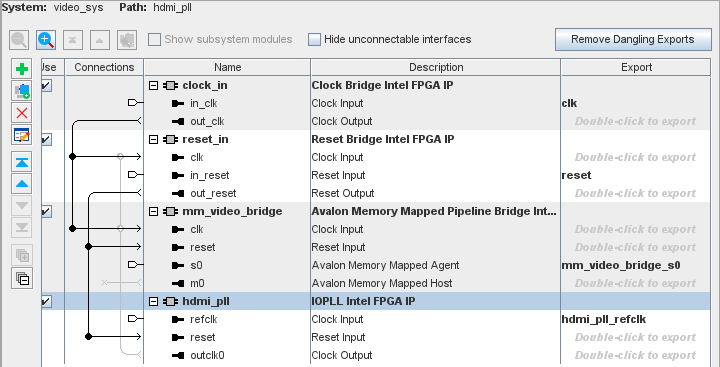 System: video_sys Path: hdmi_pll
Show subsystem modules Hide unconnectable interfaces Remove Dangling Exports
Use Connections Name Description Export
clock_in Clock Bridge Intel FPGA IP
in_clk Clock Input clk
out_clk Clock Output Double-click to export
reset_in Reset Bridge Intel FPGA IP
clk Clock Input Double-click to export
in_reset Reset Input reset
out_reset Reset Output Double-click to export
mm_video_bridge Avalon Memory Mapped Pipeline Bridge Int...
clk Clock Input Double-click to export
reset Reset Input Double-click to export
s0 Avalon Memory Mapped Agent mm_video_bridge_s0
m0 Avalon Memory Mapped Host Double-click to export
hdmi_pll IOPLL Intel FPGA IP
refclk Clock Input hdmi_pll_refclk
reset Reset Input Double-click to export
outclk0 Clock Output Double-click to export